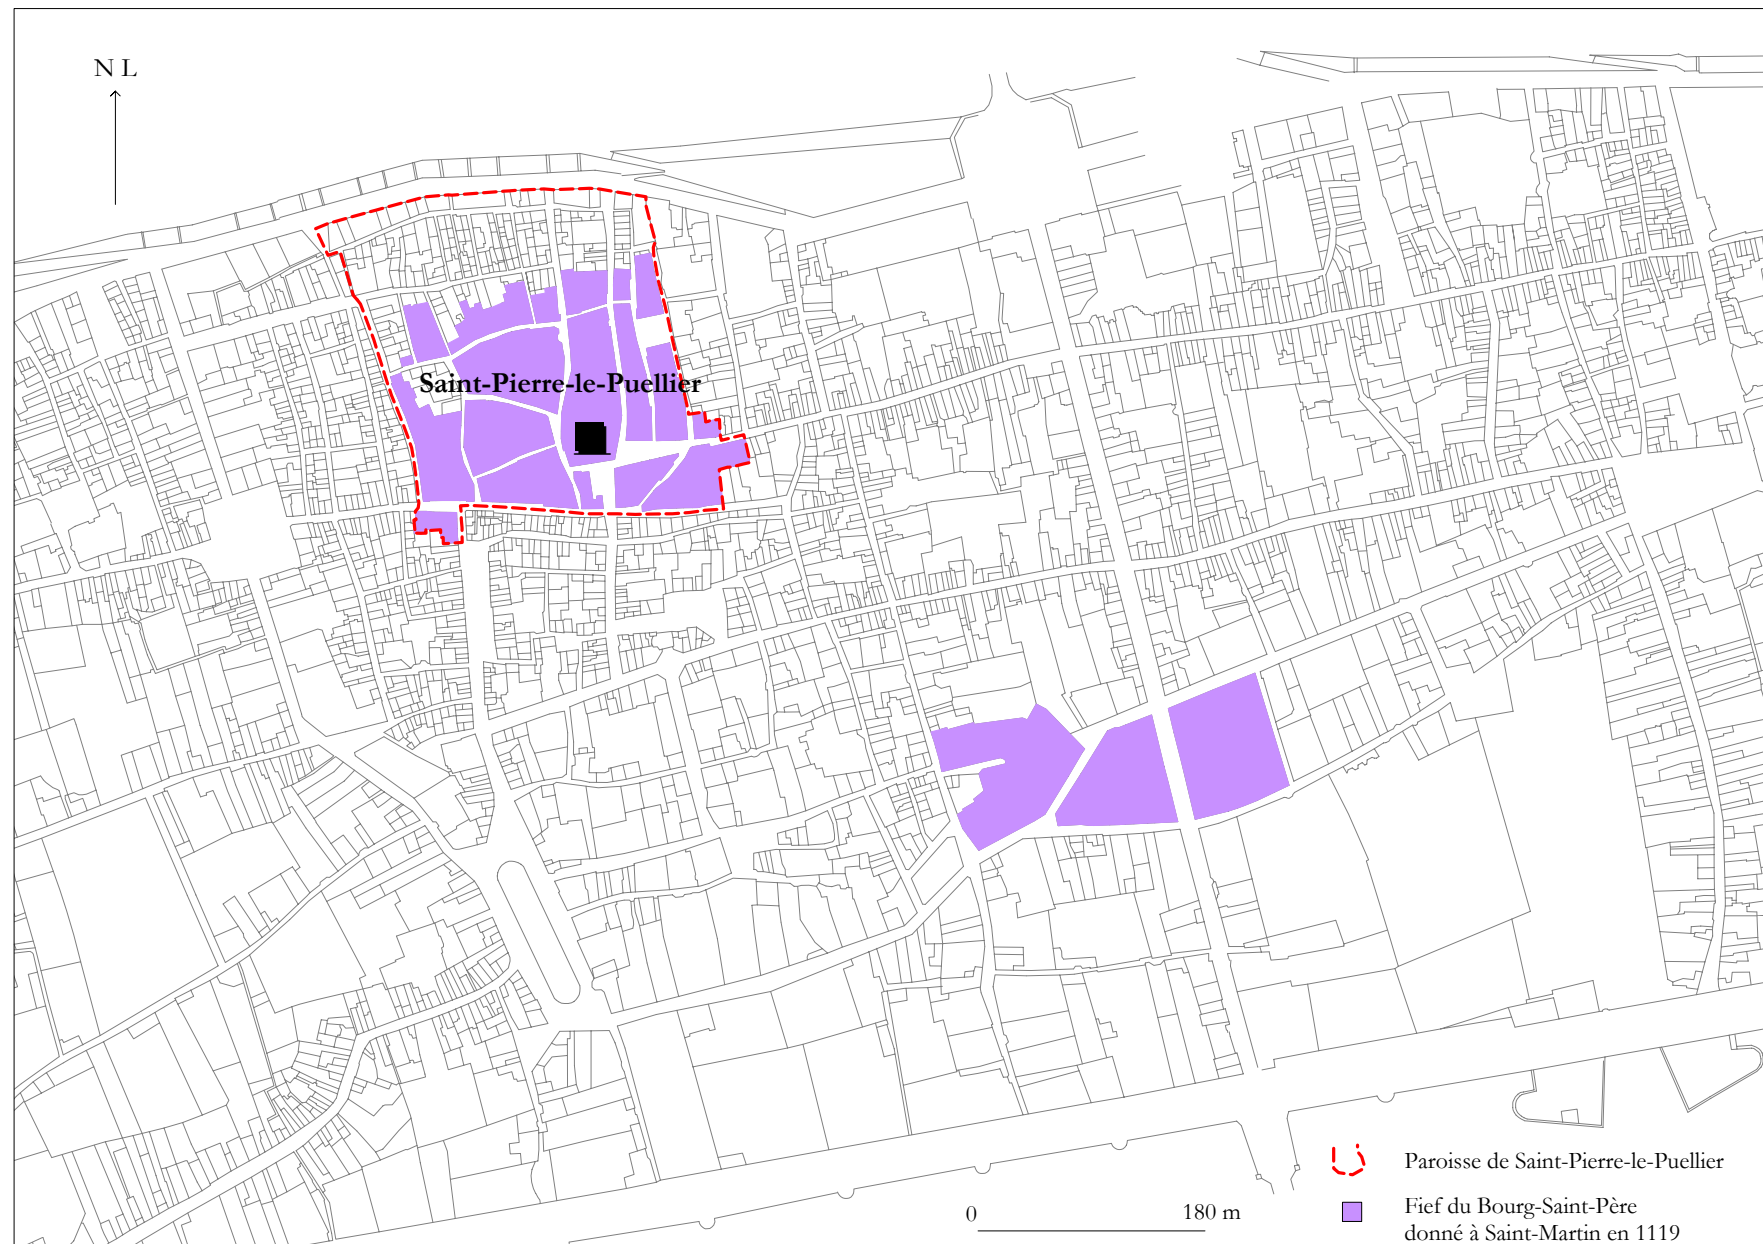 N L
Saint-Pierre-le-Puellier
Paroisse de Saint-Pierre-le-Puellier
0 180 m
Fief du Bourg-Saint-Père
donné à Saint-Martin en 1119